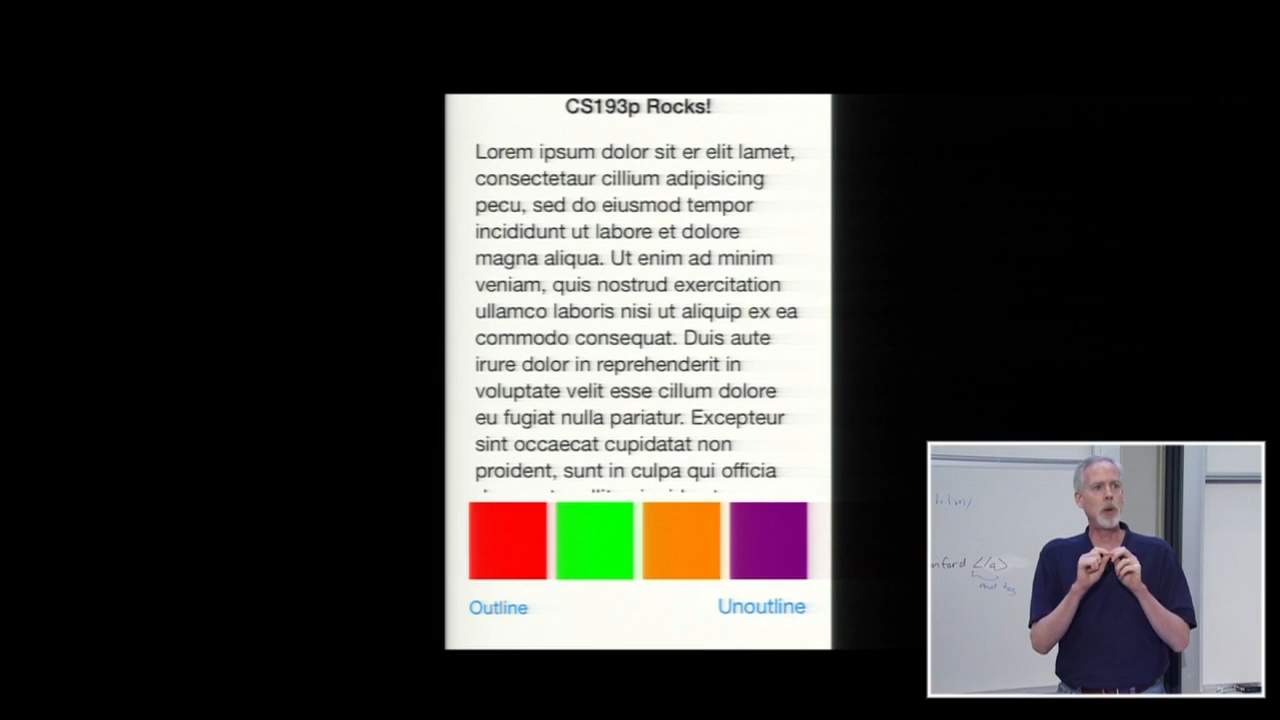 CS193p Rocks!
Lorem ipsum dolor sit er elit lamet,
consectetaur cillium adipisicing
pecu, sed do eiusmod tempor
incididunt ut labore et dolore
magna aliqua. Ut enim ad minim
veniam, quis nostrud exercitation
ullamco laboris nisi ut aliquip ex ea
commodo consequat. Duis aute
irure dolor in reprehenderit in
voluptate velit esse cillum dolore
eu fugiat nulla pariatur. Excepteur
sint occaecat cupidatat non
proident, sunt in culpa qui officia
Outline
Unoutline
nford </a>
end tag